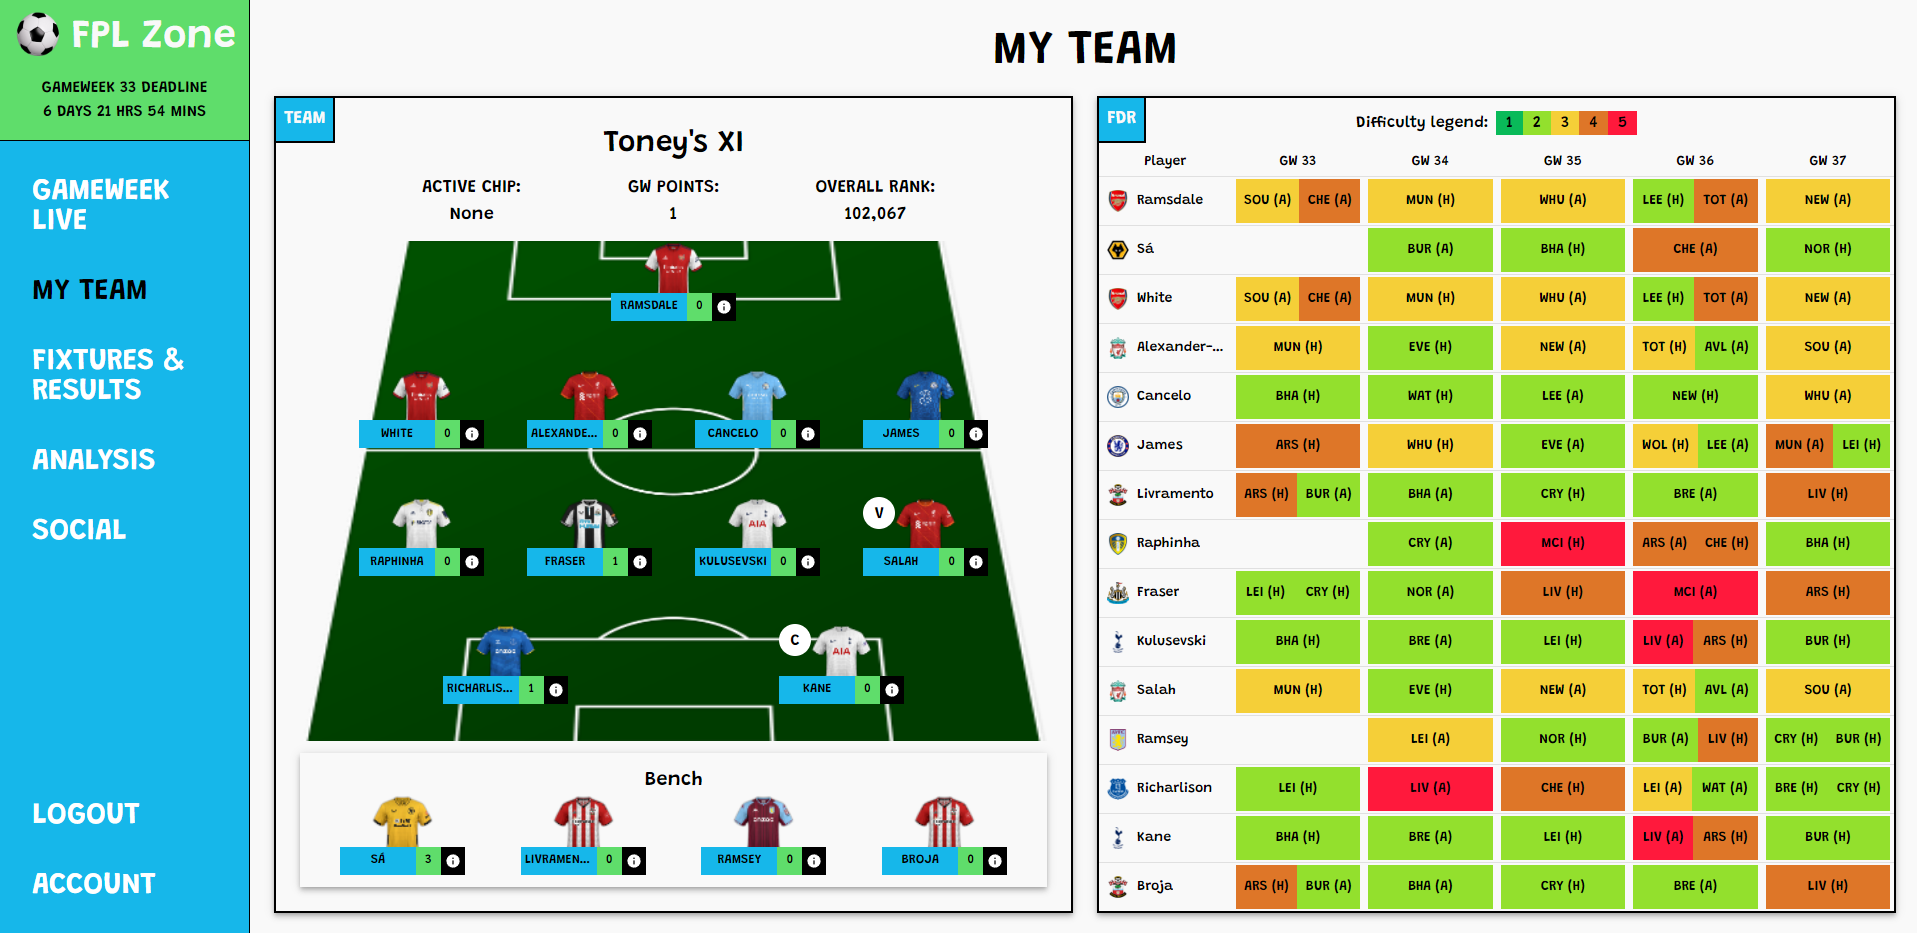 FPL Zone
GAMEWEEK 33 DEADLINE
6 DAYS 21 HRS 54 MINS
GAMEWEEK
LIVE
MY TEAM
FIXTURES &
RESULTS
ANALYSIS
SOCIAL
LOGOUT
ACCOUNT
MY TEAM
TEAM
Toney's XI
ACTIVE CHIP: GW POINTS: OVERALL RANK:
None 1 102,067
RAMSDALE 0
WHITE 0 ALEXANDE... 0 CANCELO 0 JAMES 0
V
AIA
RAPHINHA 0 FRASER 1 KULUSEVSKI 0 SALAH 0
C
AIA
RICHARLIS... 1 KANE 0
Bench
SÁ 3 LIVRAMEN... 0 RAMSEY 0 BROJA 0
FDR
Difficulty legend: 1 2 3 4 5
Player GW 33 GW 34 GW 35 GW 36 GW 37
Ramsdale SOU (A) CHE (A) MUN (H) WHU (A) LEE (H) TOT (A) NEW (A)
Sá BUR (A) BHA (H) CHE (A) NOR (H)
White SOU (A) CHE (A) MUN (H) WHU (A) LEE (H) TOT (A) NEW (A)
Alexander-... MUN (H) EVE (H) NEW (A) TOT (H) AVL (A) SOU (A)
Cancelo BHA (H) WAT (H) LEE (A) NEW (H) WHU (A)
James ARS (H) WHU (H) EVE (A) WOL (H) LEE (A) MUN (A) LEI (H)
Livramento ARS (H) BUR (A) BHA (A) CRY (H) BRE (A) LIV (H)
Raphinha CRY (A) MCI (H) ARS (A) CHE (H) BHA (H)
Fraser LEI (H) CRY (H) NOR (A) LIV (H) MCI (A) ARS (H)
Kulusevski BHA (H) BRE (A) LEI (H) LIV (A) ARS (H) BUR (H)
Salah MUN (H) EVE (H) NEW (A) TOT (H) AVL (A) SOU (A)
Ramsey LEI (A) NOR (H) BUR (A) LIV (H) CRY (H) BUR (H)
Richarlison LEI (H) LIV (A) CHE (H) LEI (A) WAT (A) BRE (H) CRY (H)
Kane BHA (H) BRE (A) LEI (H) LIV (A) ARS (H) BUR (H)
Broja ARS (H) BUR (A) BHA (A) CRY (H) BRE (A) LIV (H)